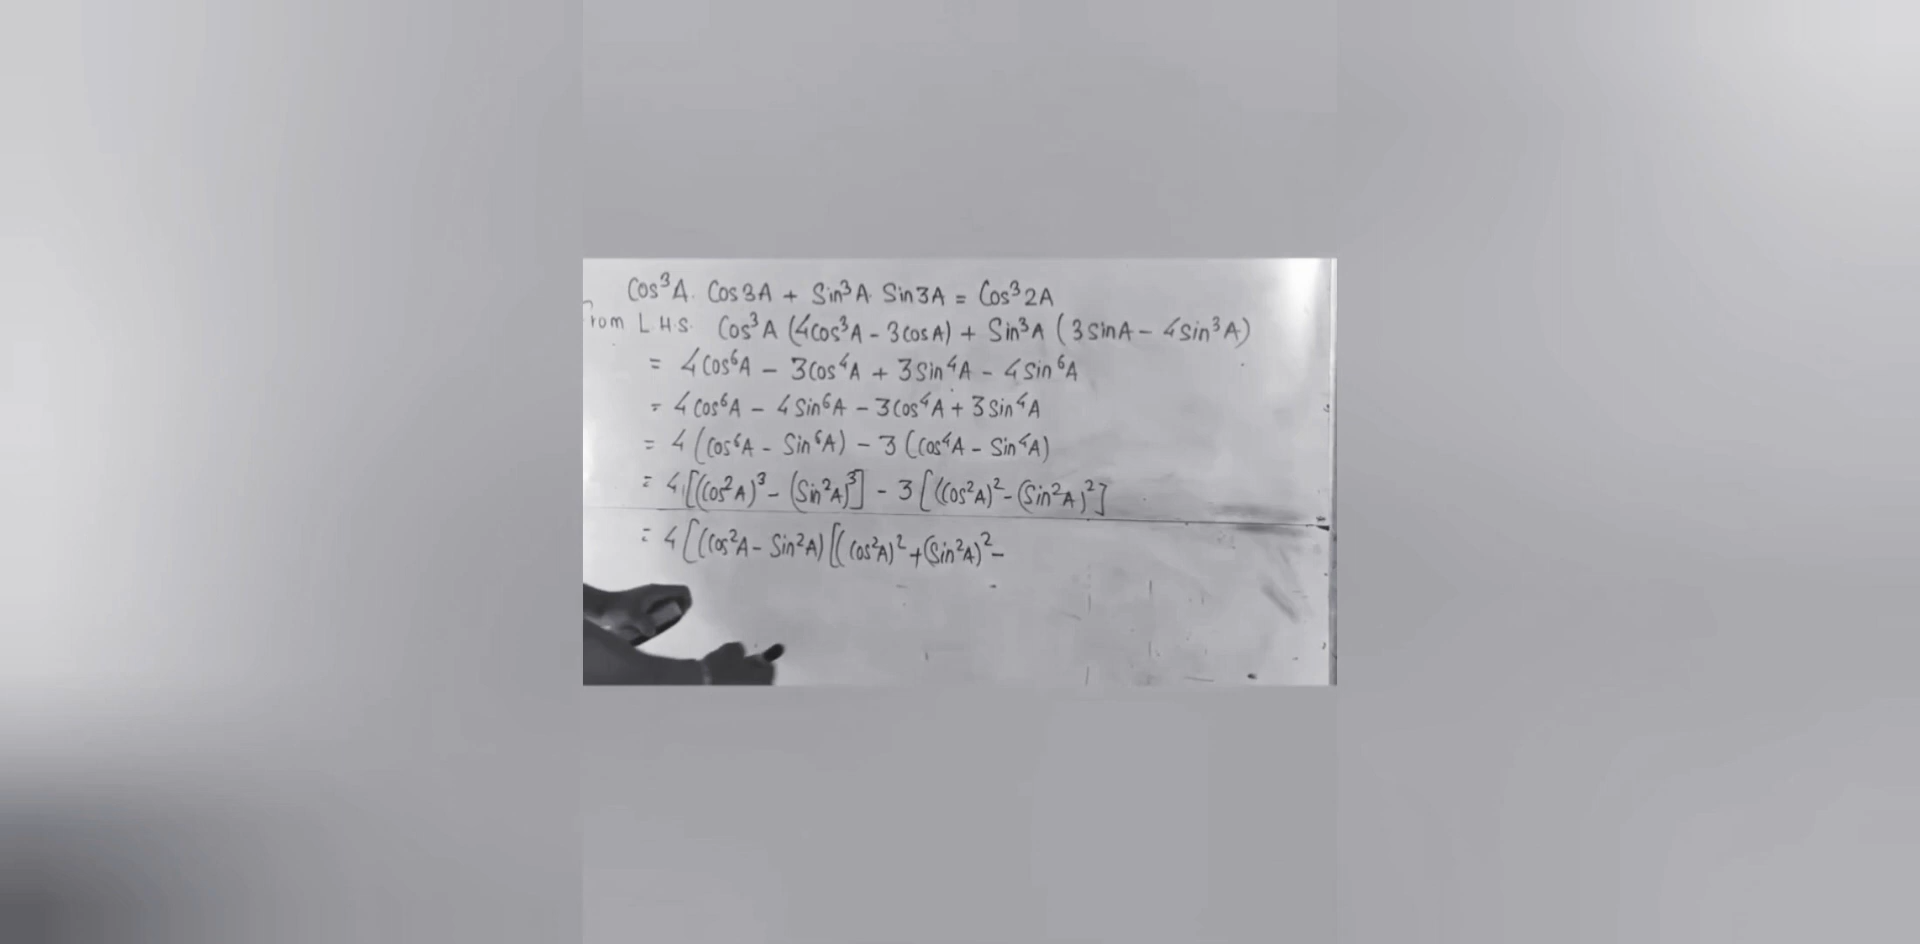 Cos³A. Cos3A + Sin³A. Sin3A = Cos³2A
rom L.H.S. Cos³A (4cos³A - 3cosA) + Sin³A (3sinA - 4sin³A)
= 4cos⁶A - 3cos⁴A + 3sin⁴A - 4sin⁶A
= 4cos⁶A - 4sin⁶A - 3cos⁴A + 3sin⁴A
= 4(cos⁶A - Sin⁶A) - 3(cos⁴A - Sin⁴A)
= 4[(cos²A)³ - (Sin²A)³] - 3[(cos²A)² - (Sin²A)²]
= 4[(cos²A - Sin²A)[(cos²A)² + (Sin²A)² -